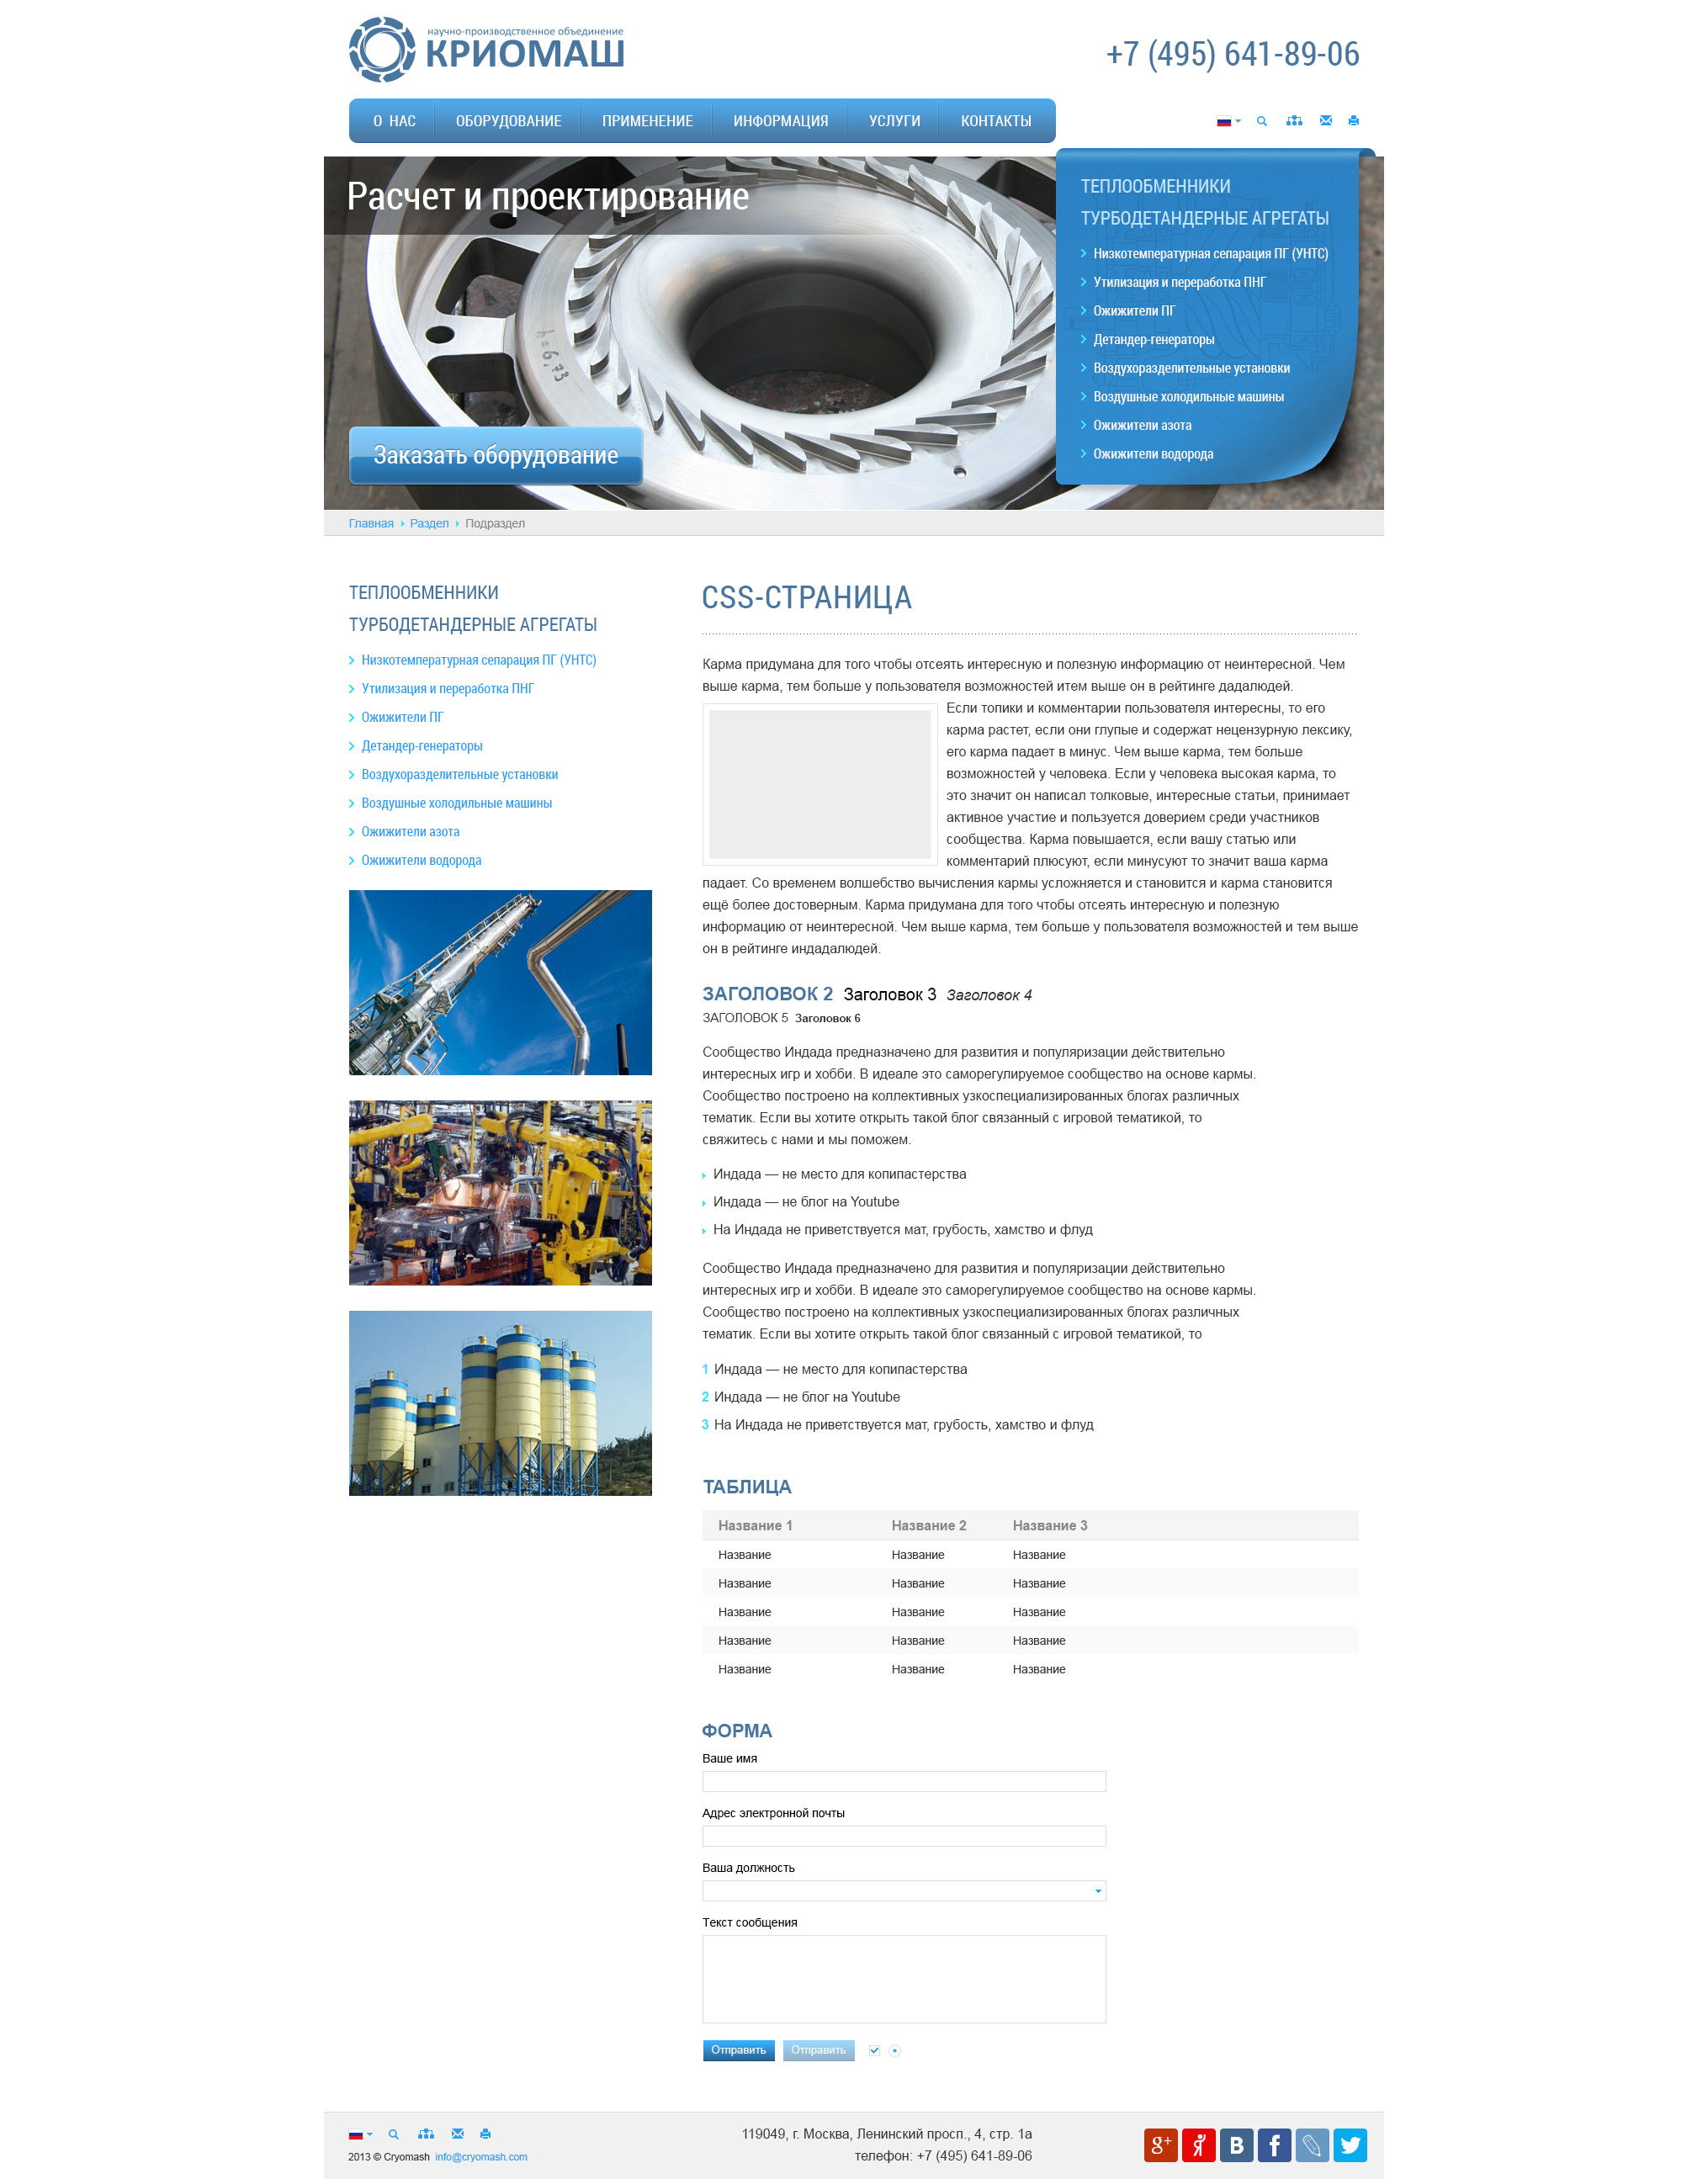 научно-производственное объединение
КРИОМАШ
+7 (495) 641-89-06
О НАС ОБОРУДОВАНИЕ ПРИМЕНЕНИЕ ИНФОРМАЦИЯ УСЛУГИ КОНТАКТЫ
Расчет и проектирование
Заказать оборудование
ТЕПЛООБМЕННИКИ
ТУРБОДЕТАНДЕРНЫЕ АГРЕГАТЫ
Низкотемпературная сепарация ПГ (УНТС)
Утилизация и переработка ПНГ
Ожижители ПГ
Детандер-генераторы
Воздухоразделительные установки
Воздушные холодильные машины
Ожижители азота
Ожижители водорода
Главная Раздел Подраздел
ТЕПЛООБМЕННИКИ
ТУРБОДЕТАНДЕРНЫЕ АГРЕГАТЫ
Низкотемпературная сепарация ПГ (УНТС)
Утилизация и переработка ПНГ
Ожижители ПГ
Детандер-генераторы
Воздухоразделительные установки
Воздушные холодильные машины
Ожижители азота
Ожижители водорода
CSS-СТРАНИЦА
Карма придумана для того чтобы отсеять интересную и полезную информацию от неинтересной. Чем
выше карма, тем больше у пользователя возможностей итем выше он в рейтинге дадалюдей.
Если топики и комментарии пользователя интересны, то его
карма растет, если они глупые и содержат нецензурную лексику,
его карма падает в минус. Чем выше карма, тем больше
возможностей у человека. Если у человека высокая карма, то
это значит он написал толковые, интересные статьи, принимает
активное участие и пользуется доверием среди участников
сообщества. Карма повышается, если вашу статью или
комментарий плюсуют, если минусуют то значит ваша карма
падает. Со временем волшебство вычисления кармы усложняется и становится и карма становится
ещё более достоверным. Карма придумана для того чтобы отсеять интересную и полезную
информацию от неинтересной. Чем выше карма, тем больше у пользователя возможностей и тем выше
он в рейтинге индадалюдей.
ЗАГОЛОВОК 2 Заголовок 3 Заголовок 4
ЗАГОЛОВОК 5 Заголовок 6
Сообщество Индада предназначено для развития и популяризации действительно
интересных игр и хобби. В идеале это саморегулируемое сообщество на основе кармы.
Сообщество построено на коллективных узкоспециализированных блогах различных
тематик. Если вы хотите открыть такой блог связанный с игровой тематикой, то
свяжитесь с нами и мы поможем.
Индада — не место для копипастерства
Индада — не блог на Youtube
На Индада не приветствуется мат, грубость, хамство и флуд
Сообщество Индада предназначено для развития и популяризации действительно
интересных игр и хобби. В идеале это саморегулируемое сообщество на основе кармы.
Сообщество построено на коллективных узкоспециализированных блогах различных
тематик. Если вы хотите открыть такой блог связанный с игровой тематикой, то
1 Индада — не место для копипастерства
2 Индада — не блог на Youtube
3 На Индада не приветствуется мат, грубость, хамство и флуд
ТАБЛИЦА
Название 1 Название 2 Название 3
Название Название Название
Название Название Название
Название Название Название
Название Название Название
Название Название Название
ФОРМА
Ваше имя
Адрес электронной почты
Ваша должность
Текст сообщения
Отправить Отправить
2013 © Cryomash info@cryomash.com
119049, г. Москва, Ленинский просп., 4, стр. 1а
телефон: +7 (495) 641-89-06